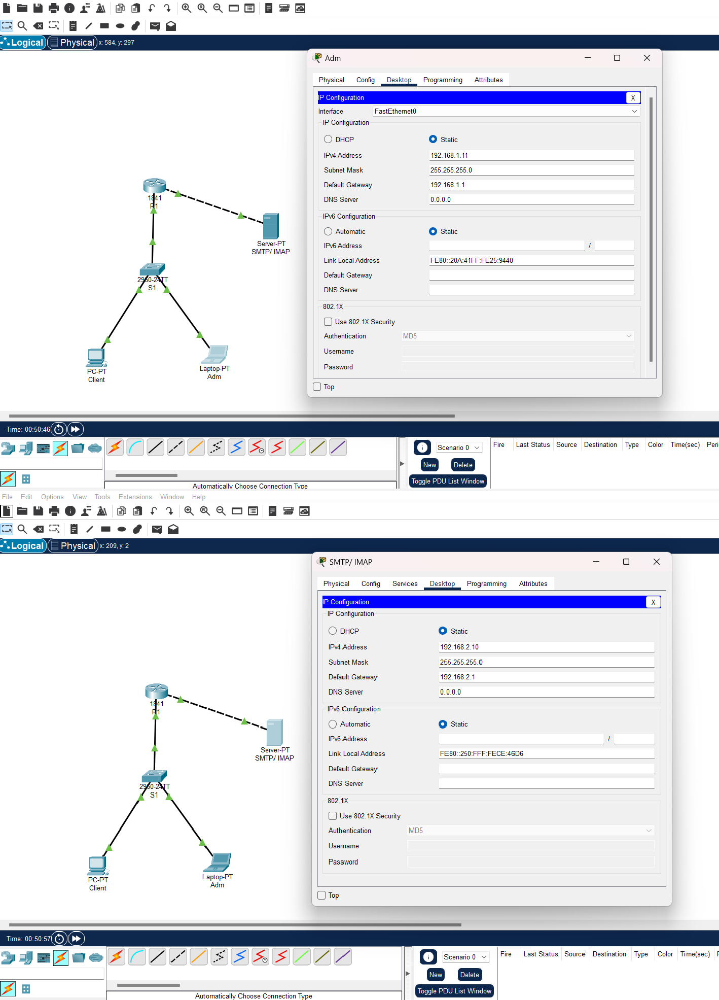 Logical Physical x: 584, y: 297
Adm
Physical Config Desktop Programming Attributes
IP Configuration X
Interface FastEthernet0
IP Configuration
DHCP Static
IPv4 Address 192.168.1.11
Subnet Mask 255.255.255.0
Default Gateway 192.168.1.1
DNS Server 0.0.0.0
IPv6 Configuration
Automatic Static
IPv6 Address /
Link Local Address FE80::20A:41FF:FE25:9440
Default Gateway
DNS Server
802.1X
Use 802.1X Security
Authentication MD5
Username
Password
Top
1841
R1
Server-PT
SMTP/ IMAP
2960-24TT
S1
PC-PT
Client
Laptop-PT
Adm
Time: 00:50:46
Scenario 0
New Delete
Toggle PDU List Window
Fire Last Status Source Destination Type Color Time(sec) Peri
Automatically Choose Connection Type
File Edit Options View Tools Extensions Window Help
Logical Physical x: 209, y: 2
SMTP/ IMAP
Physical Config Services Desktop Programming Attributes
IP Configuration X
IP Configuration
DHCP Static
IPv4 Address 192.168.2.10
Subnet Mask 255.255.255.0
Default Gateway 192.168.2.1
DNS Server 0.0.0.0
IPv6 Configuration
Automatic Static
IPv6 Address /
Link Local Address FE80::250:FFF:FECE:46D6
Default Gateway
DNS Server
802.1X
Use 802.1X Security
Authentication MD5
Username
Password
Top
1841
R1
Server-PT
SMTP/ IMAP
2960-24TT
S1
PC-PT
Client
Laptop-PT
Adm
Time: 00:50:57
Scenario 0
New Delete
Toggle PDU List Window
Fire Last Status Source Destination Type Color Time(sec) P
Automatically Choose Connection Type